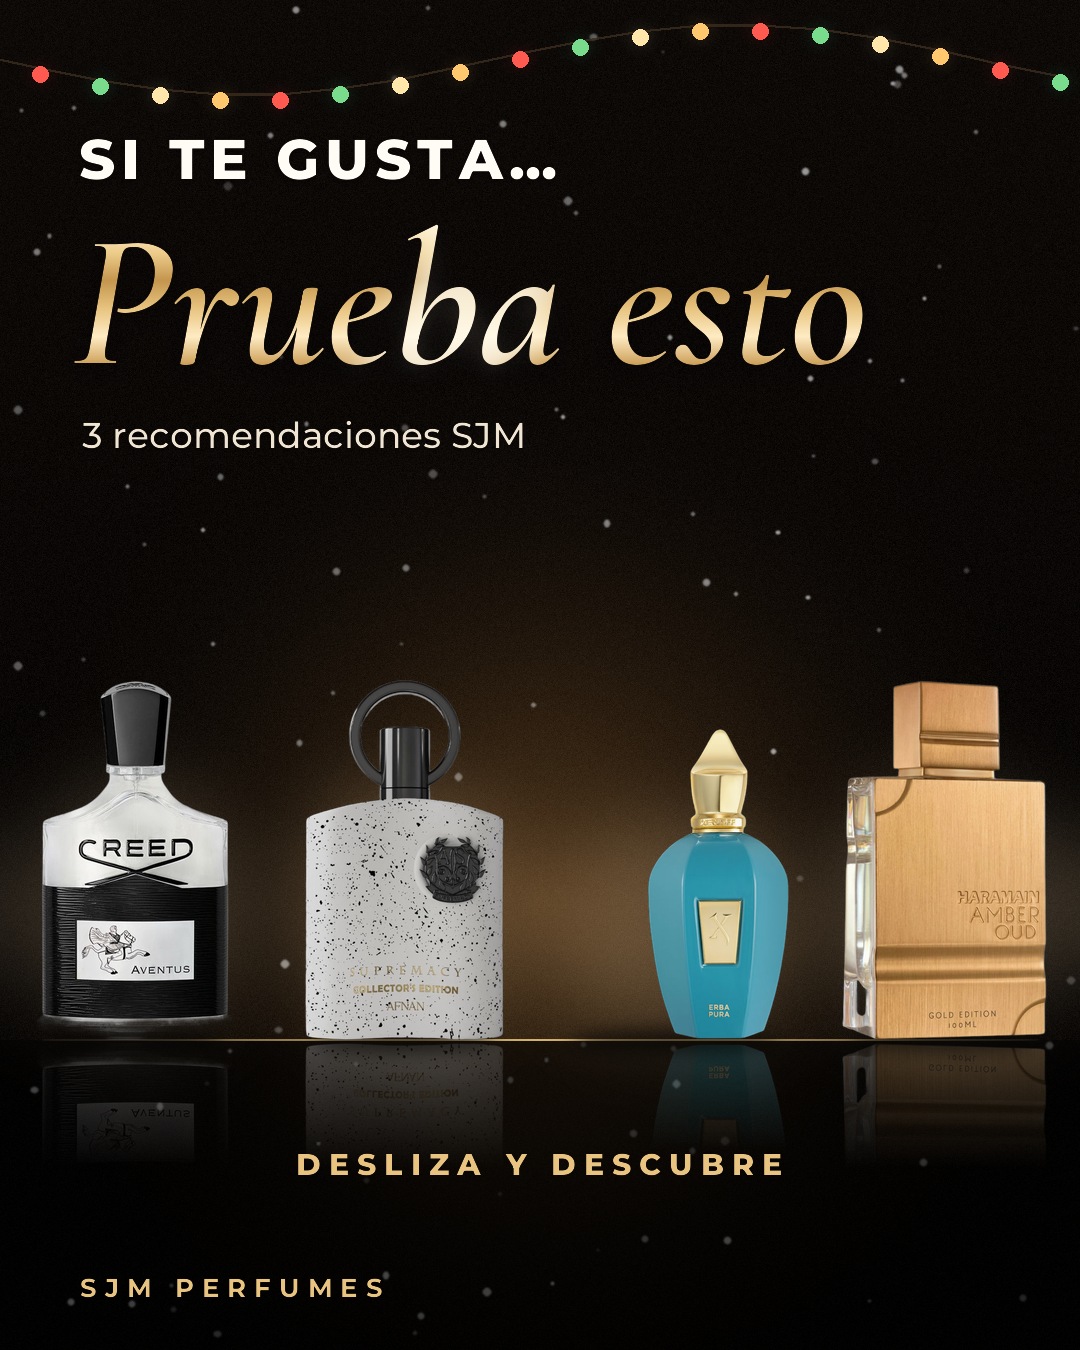 SI TE GUSTA...
Prueba esto
3 recomendaciones SJM
CREED
AVENTUS
SUPREMACY
COLLECTOR'S EDITION
AFNAN
ERBA
PURA
HARAMAIN
AMBER
OUD
GOLD EDITION
100ML
DESLIZA Y DESCUBRE
SJM PERFUMES